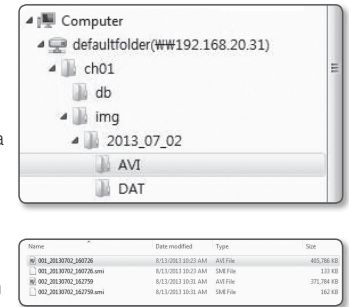 Computer
defaultfolder(₩₩192.168.20.31)
ch01
db
img
2013_07_02
a
AVI
DAT
Name Date modified Type Size
001_20130702_160726 8/13/2013 10:23 AM AVI File 405,786 KB
001_20130702_160726.smi 8/13/2013 10:23 AM SMI File 133 KB
002_20130702_162759 8/13/2013 10:31 AM AVI File 371,784 KB
002_20130702_162759.smi 8/13/2013 10:31 AM SMI File 162 KB